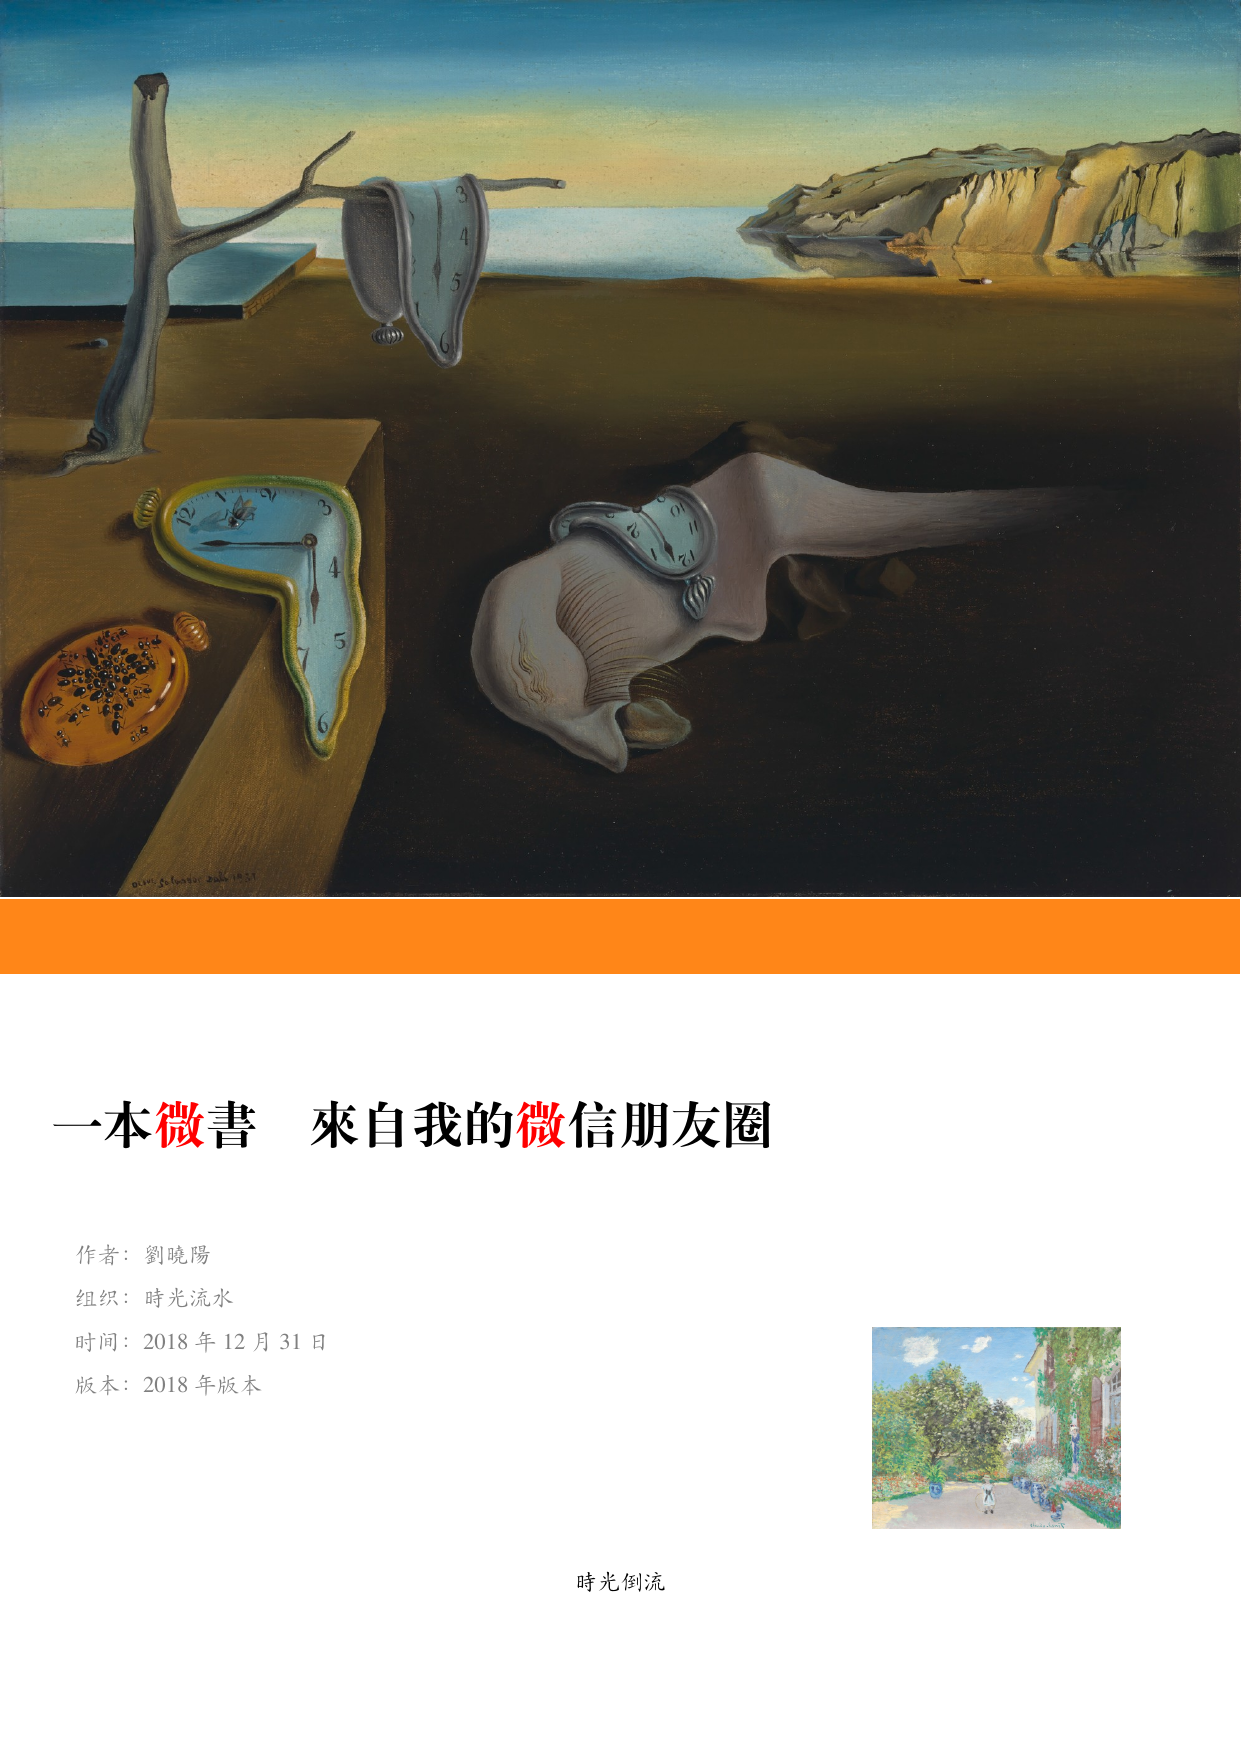 一本微書　來自我的微信朋友圈
作者：劉曉陽
组织：時光流水
时间：2018 年 12 月 31 日
版本：2018 年版本
時光倒流